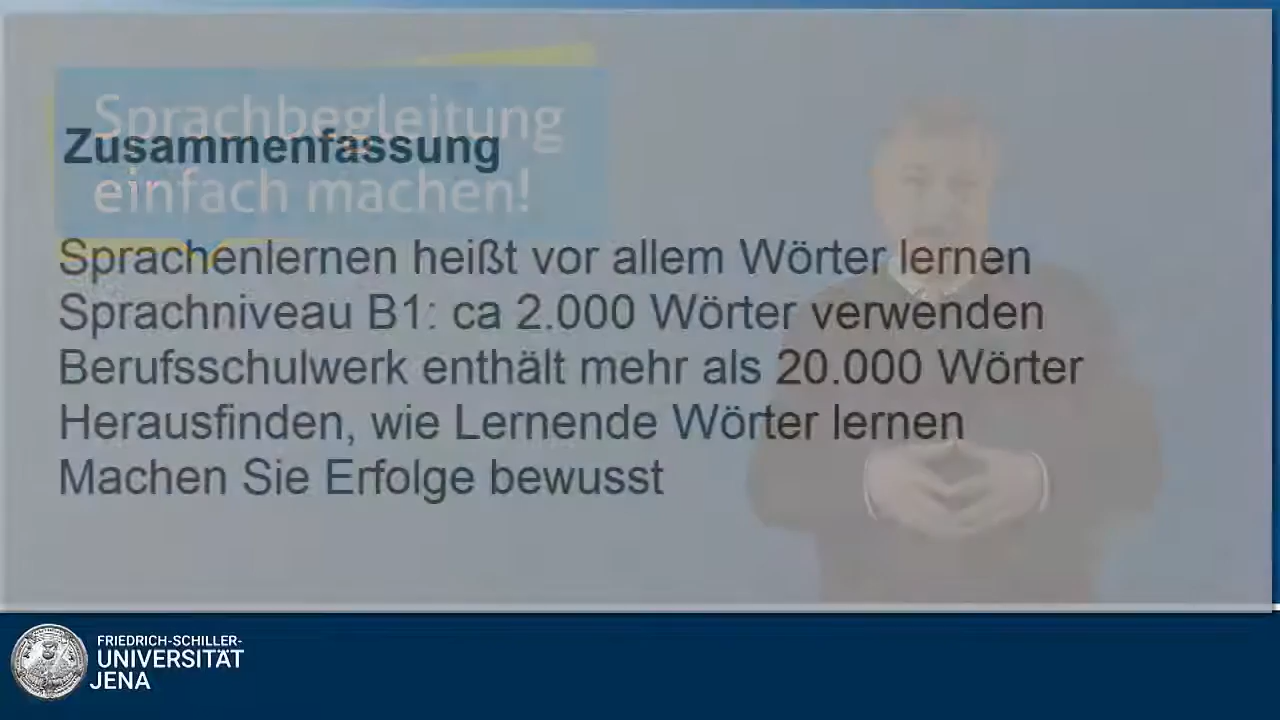 Sprachbegleitung
einfach machen!
Zusammenfassung
Sprachenlernen heißt vor allem Wörter lernen
Sprachniveau B1: ca 2.000 Wörter verwenden
Berufsschulwerk enthält mehr als 20.000 Wörter
Herausfinden, wie Lernende Wörter lernen
Machen Sie Erfolge bewusst
FRIEDRICH-SCHILLER-
UNIVERSITÄT
JENA